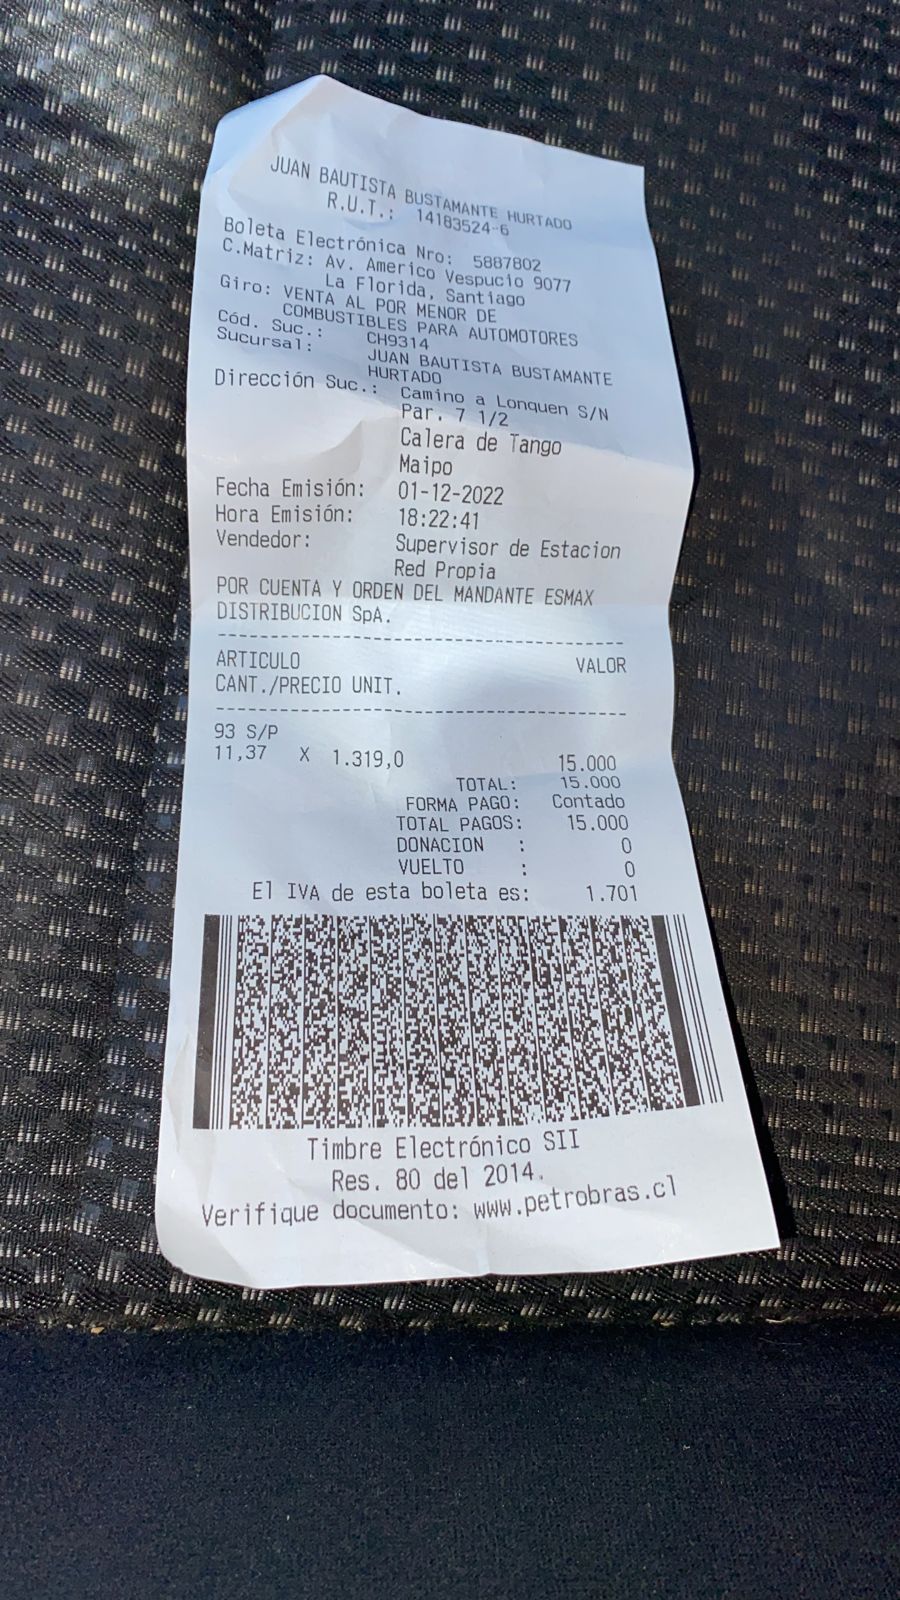 JUAN BAUTISTA BUSTAMANTE HURTADO
R.U.T.: 14183524-6
Boleta Electrónica Nro: 5887802
C.Matriz: Av. Americo Vespucio 9077
La Florida, Santiago
Giro: VENTA AL POR MENOR DE
COMBUSTIBLES PARA AUTOMOTORES
Cód. Suc.: CH9314
Sucursal: JUAN BAUTISTA BUSTAMANTE
HURTADO
Dirección Suc.: Camino a Lonquen S/N
Par. 7 1/2
Calera de Tango
Maipo
Fecha Emisión: 01-12-2022
Hora Emisión: 18:22:41
Vendedor: Supervisor de Estacion
Red Propia
POR CUENTA Y ORDEN DEL MANDANTE ESMAX
DISTRIBUCION SpA.
ARTICULO VALOR
CANT./PRECIO UNIT.
93 S/P
11,37 X 1.319,0 15.000
TOTAL: 15.000
FORMA PAGO: Contado
TOTAL PAGOS: 15.000
DONACION : 0
VUELTO : 0
El IVA de esta boleta es: 1.701
Timbre Electrónico SII
Res. 80 del 2014.
Verifique documento: www.petrobras.cl